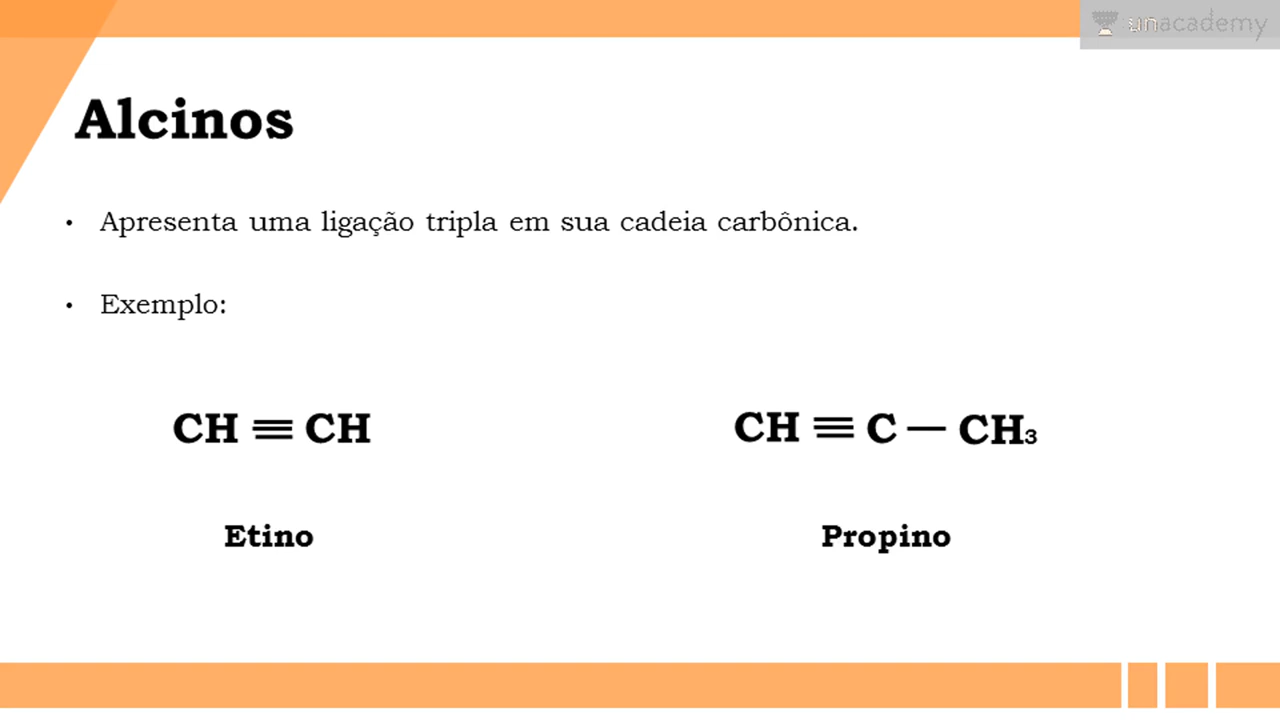 unacademy
Alcinos
• Apresenta uma ligação tripla em sua cadeia carbônica.
• Exemplo:
CH ≡ CH
CH ≡ C — CH₃
Etino
Propino